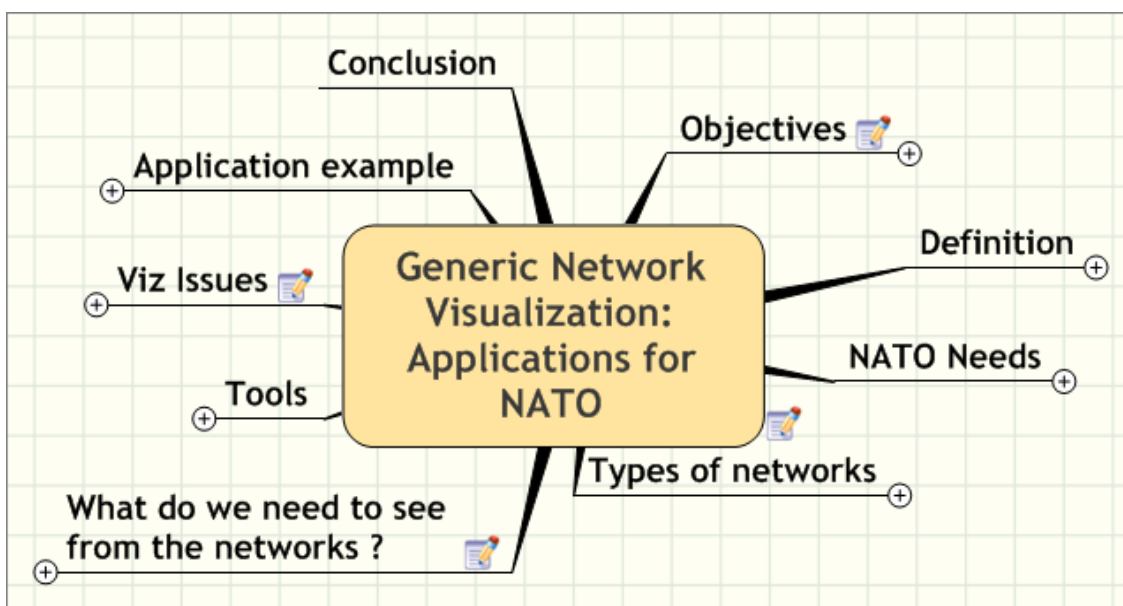 Conclusion
Objectives
Application example
Definition
Generic Network
Visualization:
Applications for
NATO
Viz Issues
NATO Needs
Tools
Types of networks
What do we need to see
from the networks ?